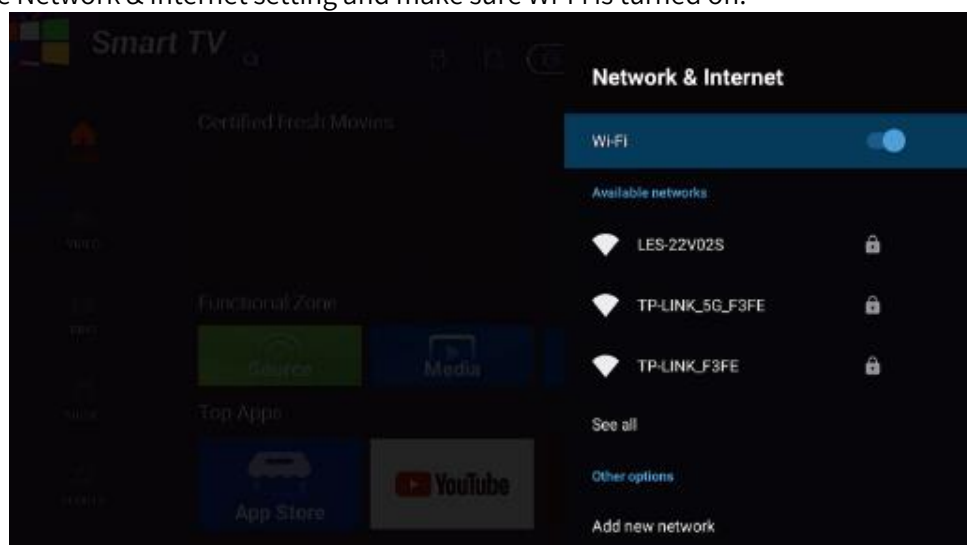 e Network & Internet setting and make sure Wi-Fi is turned on.
Smart TV
Network & Internet
Certified Fresh Movies
Wi-Fi
Available networks
LES-22V02S
TP-LINK_5G_F3FE
Functional Zone
TP-LINK_F3FE
Source
Media
Top Apps
See all
Other options
YouTube
App Store
Add new network